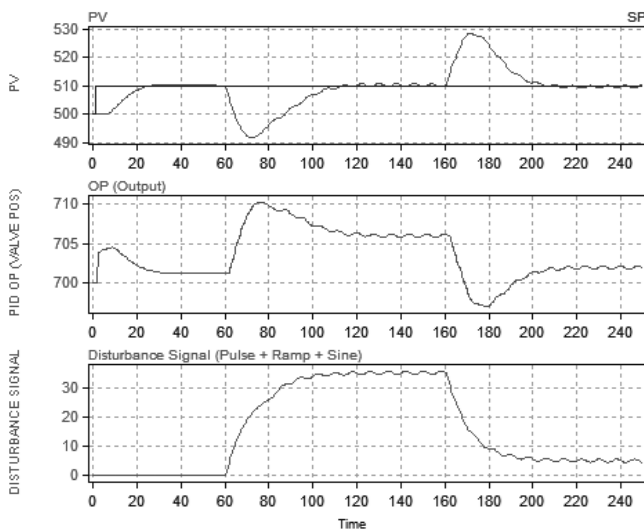 PV SP
530
520
510
500
490
PV
0 20 40 60 80 100 120 140 160 180 200 220 240
OP (Output)
710
705
700
PID OP (VALVE POS)
0 20 40 60 80 100 120 140 160 180 200 220 240
Disturbance Signal (Pulse + Ramp + Sine)
30
20
10
0
DISTURBANCE SIGNAL
0 20 40 60 80 100 120 140 160 180 200 220 240
Time